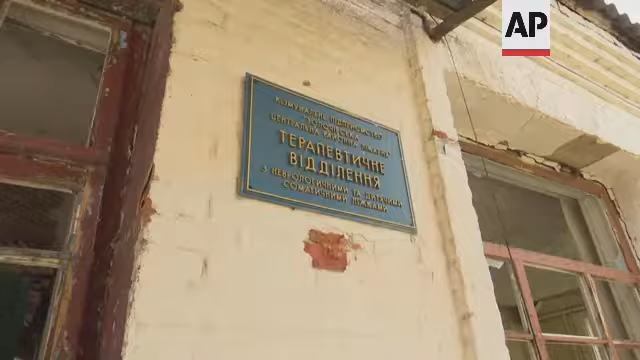 AP
КОМУНАЛЬНЕ ПІДПРИЄМСТВО
ЦЕНТРАЛЬНА РАЙОННА ЛІКАРНЯ
ТЕРАПЕВТИЧНЕ
ВІДДІЛЕННЯ
З НЕВРОЛОГІЧНИМИ ТА ДИТЯЧИМИ
СОМАТИЧНИМИ ЛІЖКАМИ